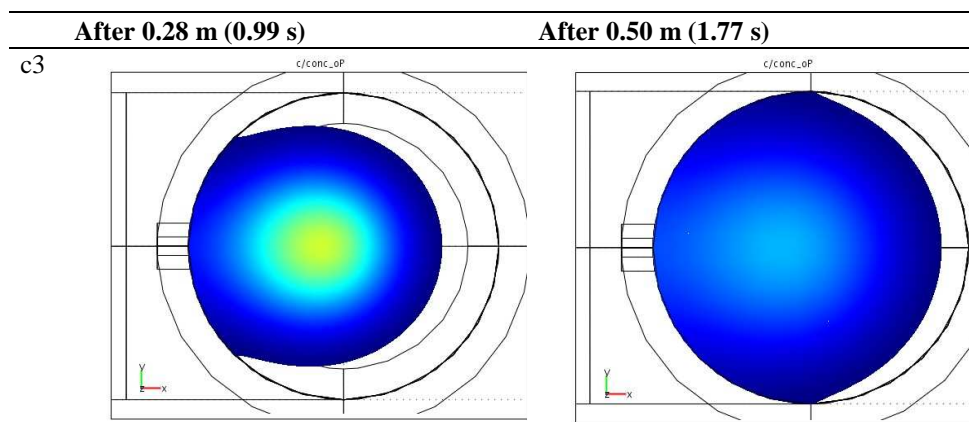 After 0.28 m (0.99 s) After 0.50 m (1.77 s)
c3
c/conc_oP c/conc_oP
y y
z x z x